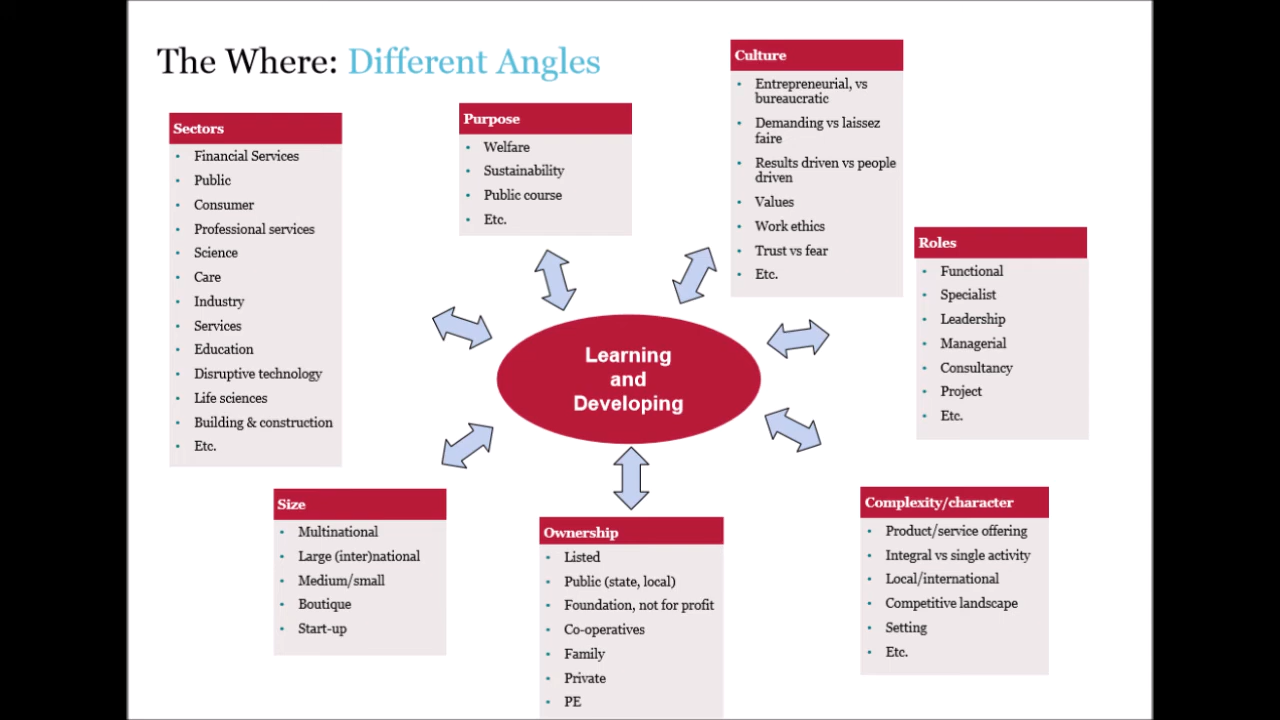 The Where: Different Angles
Sectors
Financial Services
Public
Consumer
Professional services
Science
Care
Industry
Services
Education
Disruptive technology
Life sciences
Building & construction
Etc.
Purpose
Welfare
Sustainability
Public course
Etc.
Culture
Entrepreneurial, vs
bureaucratic
Demanding vs laissez
faire
Results driven vs people
driven
Values
Work ethics
Trust vs fear
Etc.
Roles
Functional
Specialist
Leadership
Managerial
Consultancy
Project
Etc.
Learning
and
Developing
Size
Multinational
Large (inter)national
Medium/small
Boutique
Start-up
Ownership
Listed
Public (state, local)
Foundation, not for profit
Co-operatives
Family
Private
PE
Complexity/character
Product/service offering
Integral vs single activity
Local/international
Competitive landscape
Setting
Etc.